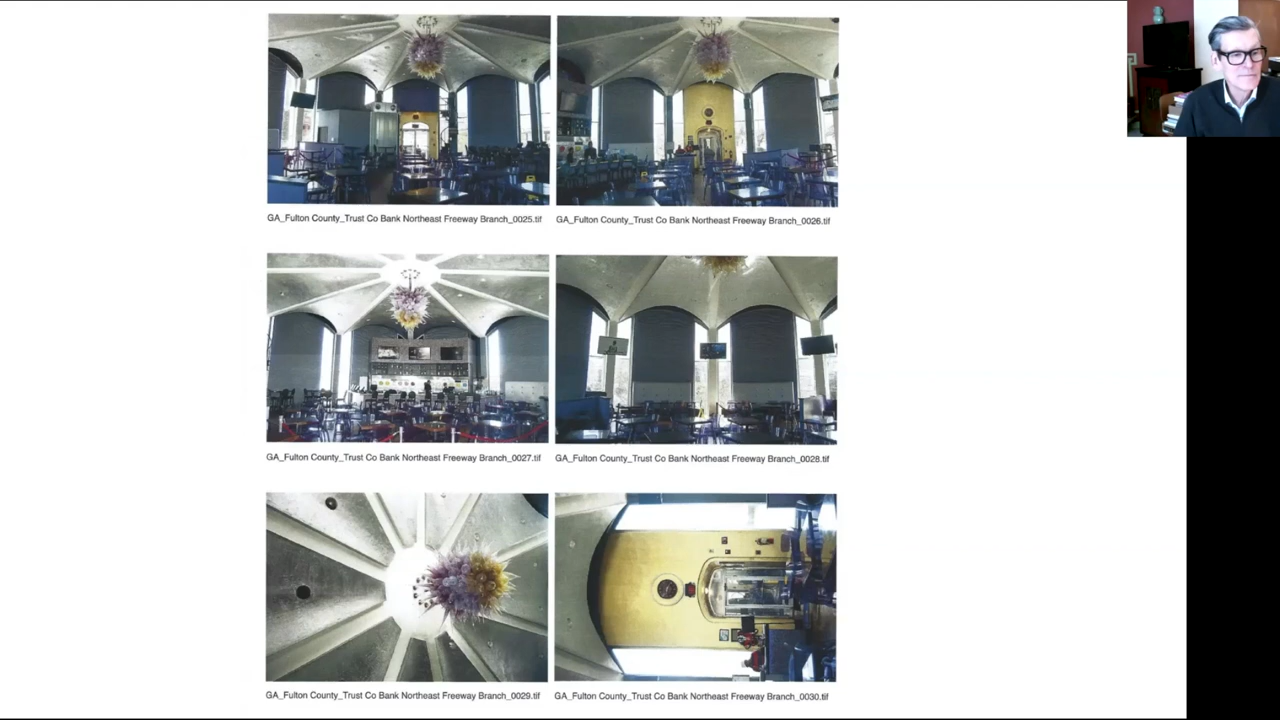 GA_Fulton County_Trust Co Bank Northeast Freeway Branch_0025.tif
GA_Fulton County_Trust Co Bank Northeast Freeway Branch_0026.tif
GA_Fulton County_Trust Co Bank Northeast Freeway Branch_0027.tif
GA_Fulton County_Trust Co Bank Northeast Freeway Branch_0028.tif
GA_Fulton County_Trust Co Bank Northeast Freeway Branch_0029.tif
GA_Fulton County_Trust Co Bank Northeast Freeway Branch_0030.tif